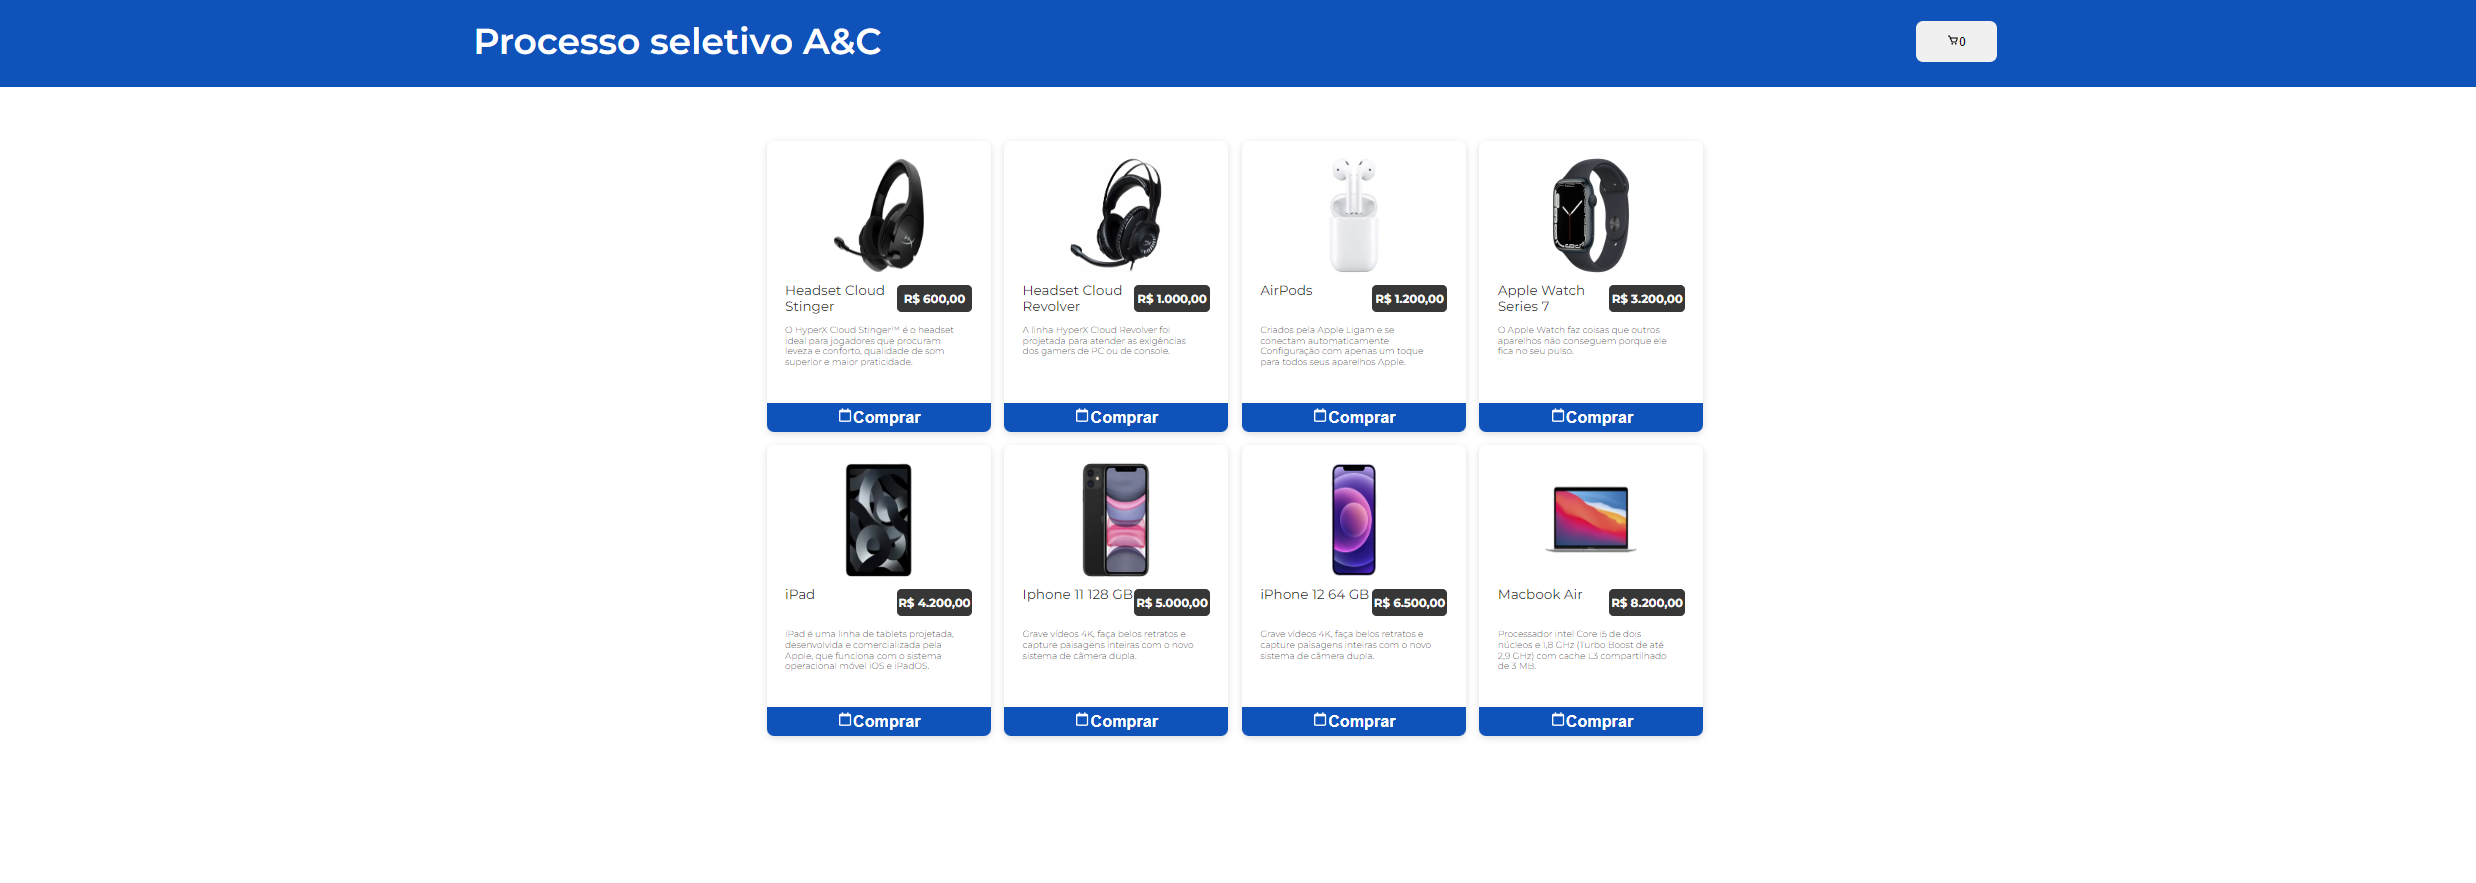 Processo seletivo A&C
0
Headset Cloud
Stinger
R$ 600,00
O HyperX Cloud Stinger™ é o headset
ideal para jogadores que procuram
leveza e conforto, qualidade de som
superior e maior praticidade.
Comprar
Headset Cloud
Revolver
R$ 1.000,00
A linha HyperX Cloud Revolver foi
projetada para atender as exigências
dos gamers de PC ou de console.
Comprar
AirPods
R$ 1.200,00
Criados pela Apple Ligam e se
conectam automaticamente
Configuração com apenas um toque
para todos seus aparelhos Apple.
Comprar
Apple Watch
Series 7
R$ 3.200,00
O Apple Watch faz coisas que outros
aparelhos não conseguem porque ele
fica no seu pulso.
Comprar
iPad
R$ 4.200,00
iPad é uma linha de tablets projetada,
desenvolvida e comercializada pela
Apple, que funciona com o sistema
operacional móvel iOS e iPadOS.
Comprar
Iphone 11 128 GB
R$ 5.000,00
Grave vídeos 4K, faça belos retratos e
capture paisagens inteiras com o novo
sistema de câmera dupla.
Comprar
iPhone 12 64 GB
R$ 6.500,00
Grave vídeos 4K, faça belos retratos e
capture paisagens inteiras com o novo
sistema de câmera dupla.
Comprar
Macbook Air
R$ 8.200,00
Processador intel Core i5 de dois
núcleos e 1,8 GHz (Turbo Boost de até
2,9 GHz) com cache L3 compartilhado
de 3 MB.
Comprar